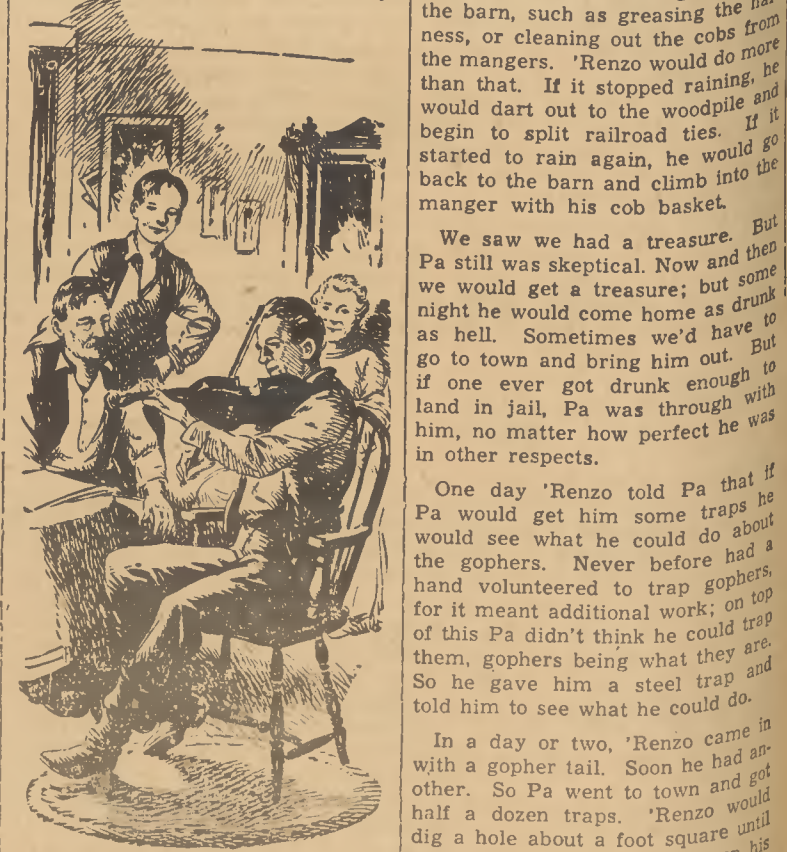 the barn, such as greasing the har-
ness, or cleaning out the cobs from
the mangers. 'Renzo would do more
than that. If it stopped raining, he
would dart out to the woodpile and
begin to split railroad ties. If it
started to rain again, he would go
back to the barn and climb into the
manger with his cob basket.
We saw we had a treasure. But
Pa still was skeptical. Now and then
we would get a treasure; but some
night he would come home as drunk
as hell. Sometimes we'd have to
go to town and bring him out. But
if one ever got drunk enough to
land in jail, Pa was through with
him, no matter how perfect he was
in other respects.
One day 'Renzo told Pa that if
Pa would get him some traps he
would see what he could do about
the gophers. Never before had a
hand volunteered to trap gophers,
for it meant additional work; on top
of this Pa didn't think he could trap
them, gophers being what they are.
So he gave him a steel trap and
told him to see what he could do.
In a day or two, 'Renzo came in
with a gopher tail. Soon he had an-
other. So Pa went to town and got
half a dozen traps. 'Renzo would
dig a hole about a foot square until
his